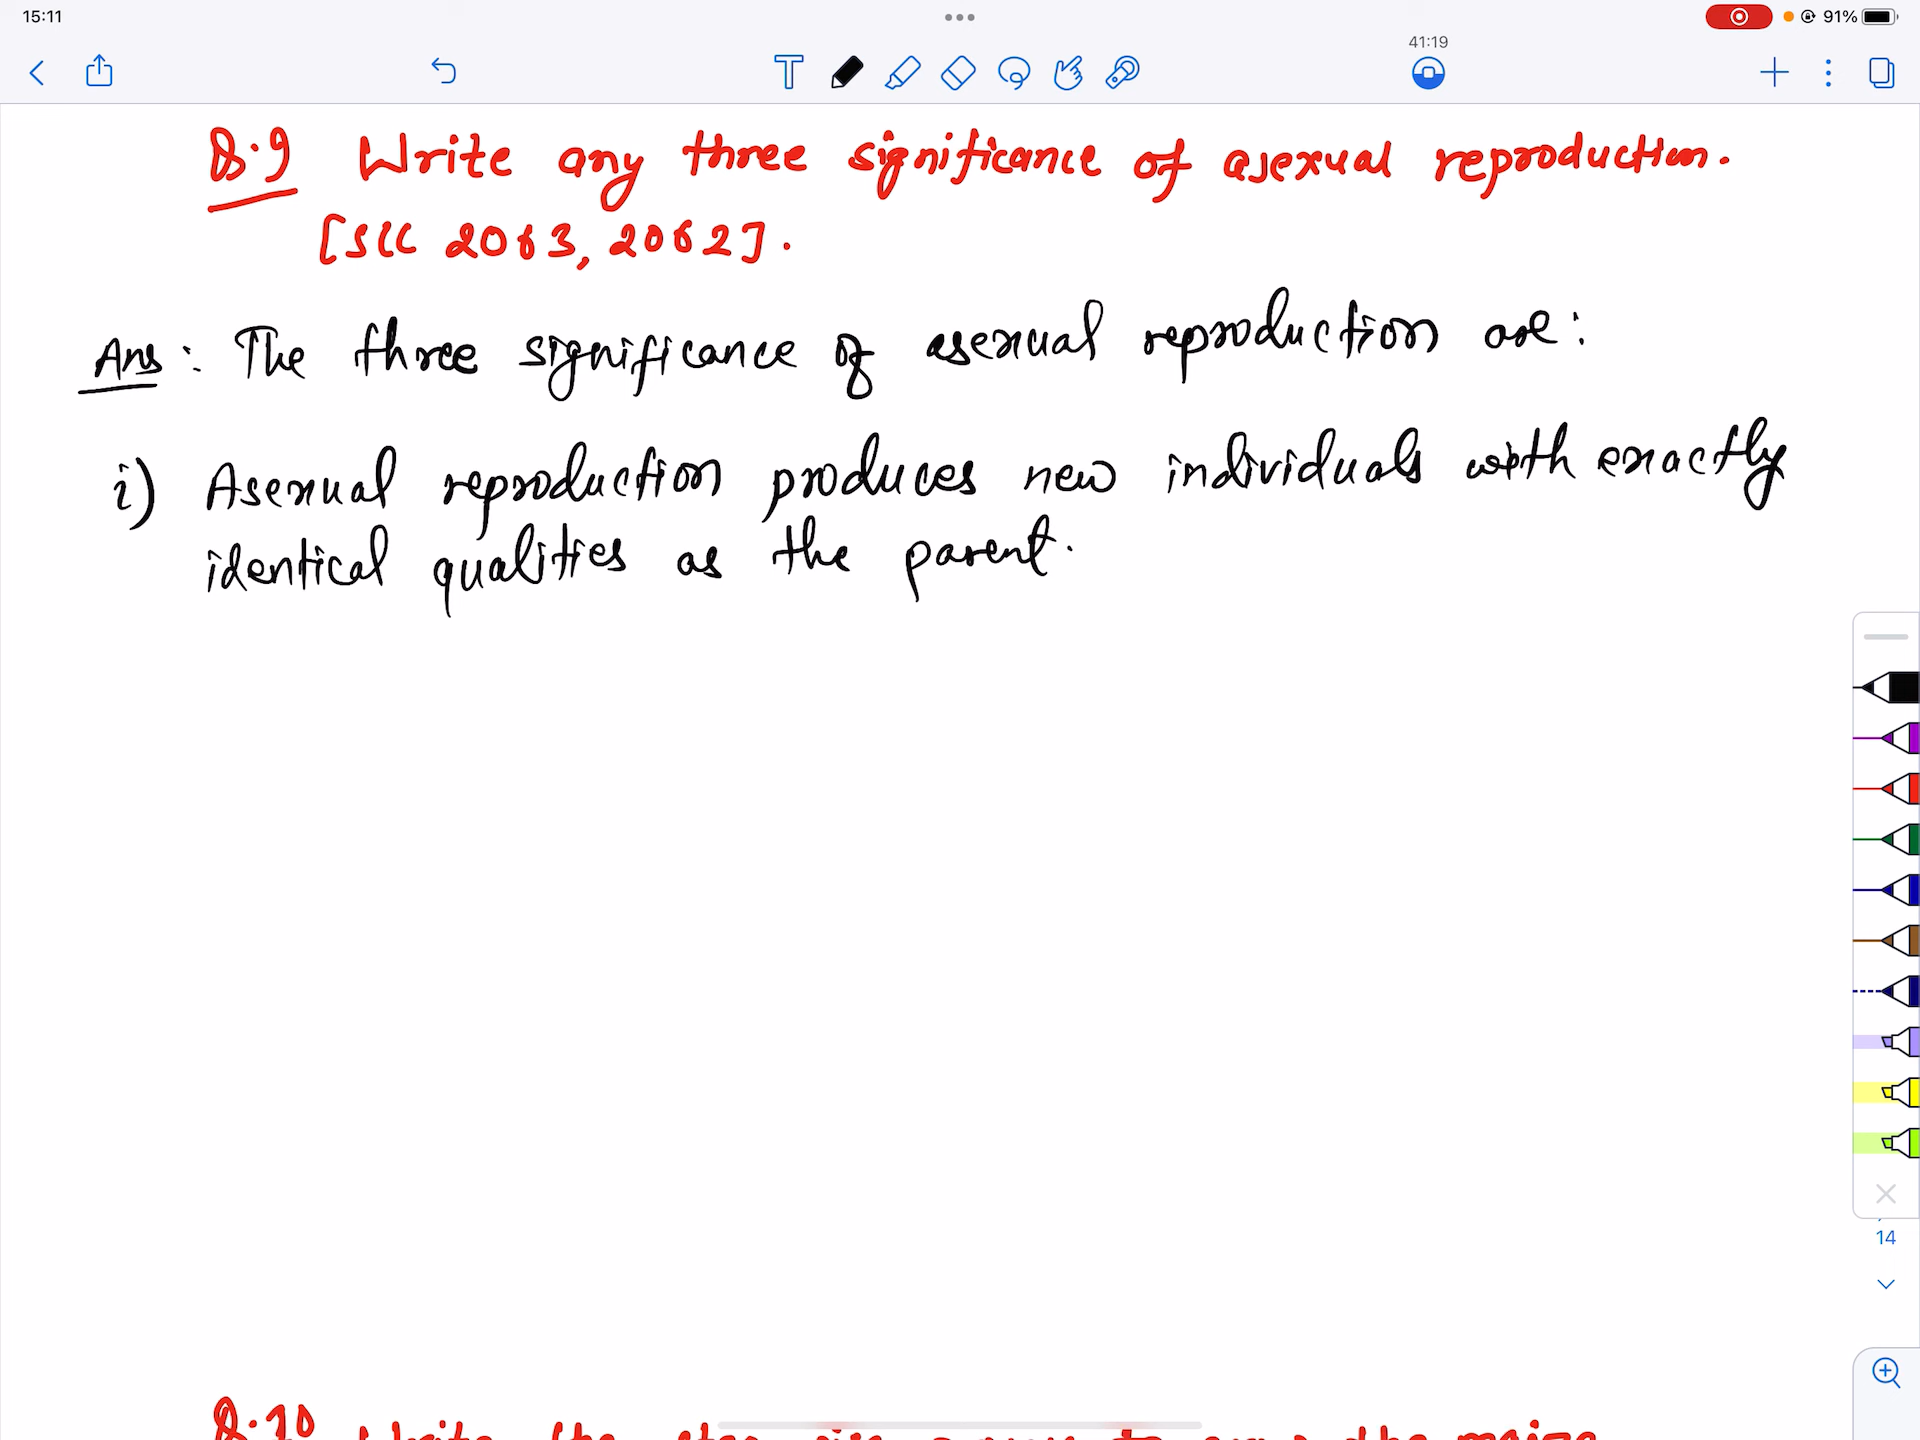 15:11
91%
41:19
T
Q.9 Write any three significance of asexual reproduction.
[SLC 2063, 2062].
Ans : The three significance of asexual reproduction are:
i) Asexual reproduction produces new individuals with exactly
identical qualities as the parent.
14
Q.10 Write the